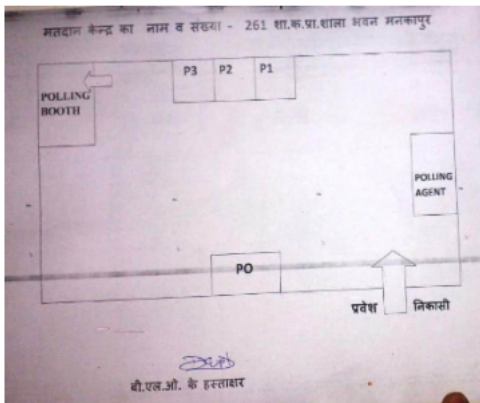 मतदान केन्द्र का नाम व संख्या - 261 शा.क.प्रा.शाला भवन मनकापुर
P3 P2 P1
POLLING
BOOTH
POLLING
AGENT
PO
प्रवेश निकासी
बी.एल.ओ. के हस्ताक्षर